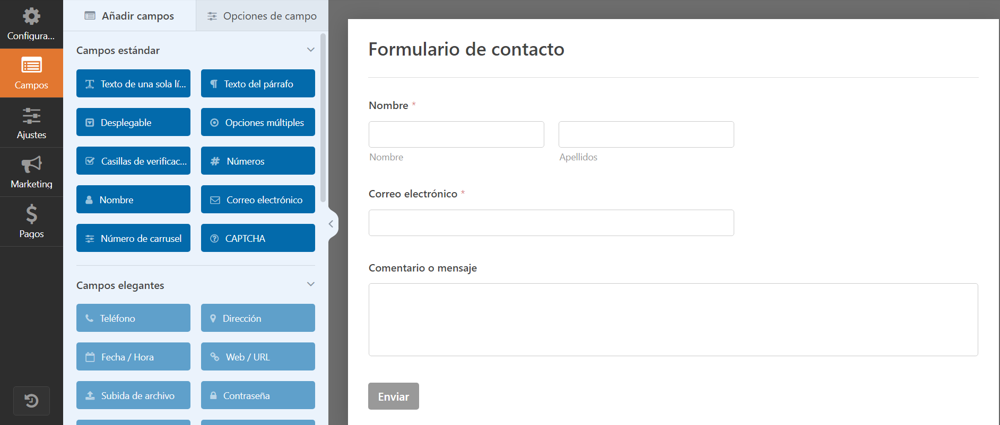 Configura...
Campos
Ajustes
Marketing
Pagos
Añadir campos
Opciones de campo
Campos estándar
Texto de una sola lí...
Texto del párrafo
Desplegable
Opciones múltiples
Casillas de verificac...
Números
Nombre
Correo electrónico
Número de carrusel
CAPTCHA
Campos elegantes
Teléfono
Dirección
Fecha / Hora
Web / URL
Subida de archivo
Contraseña
Formulario de contacto
Nombre *
Nombre
Apellidos
Correo electrónico *
Comentario o mensaje
Enviar